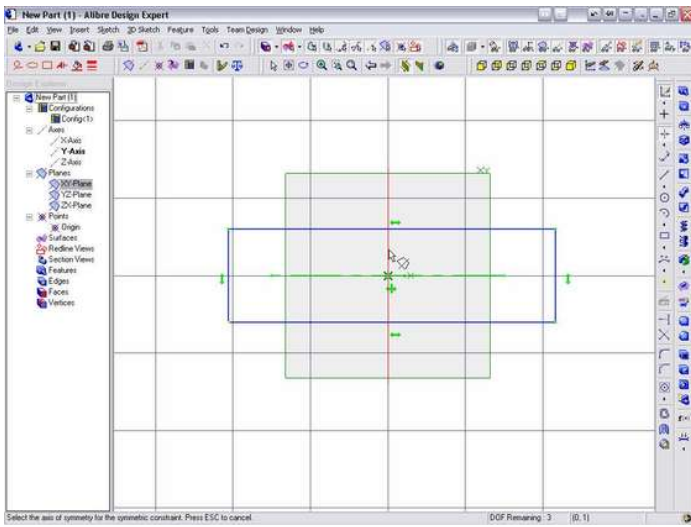 New Part (1) - Alibre Design Expert
File Edit View Insert Sketch 3D Sketch Feature Tools Team Design Window Help
Design Explorer
New Part (1)
Configurations
Config<1>
Axes
X-Axis
Y-Axis
Z-Axis
Planes
XY-Plane
YZ-Plane
ZX-Plane
Points
Origin
Surfaces
Redline Views
Section Views
Features
Edges
Faces
Vertices
XY
Select the axis of symmetry for the symmetric constraint. Press ESC to cancel.
DOF Remaining : 3 (0, 1)